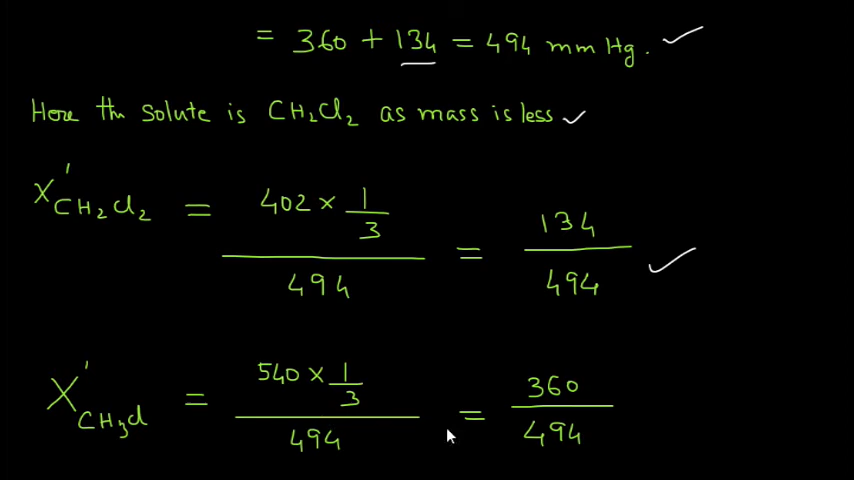 = 360 + 134 = 494 mm Hg.
Here th solute is CH₂Cl₂ as mass is less
X'CH₂Cl₂ = (402 × 1/3) / 494 = 134/494
X'CH₃Cl = (540 × 1/3) / 494 = 360/494